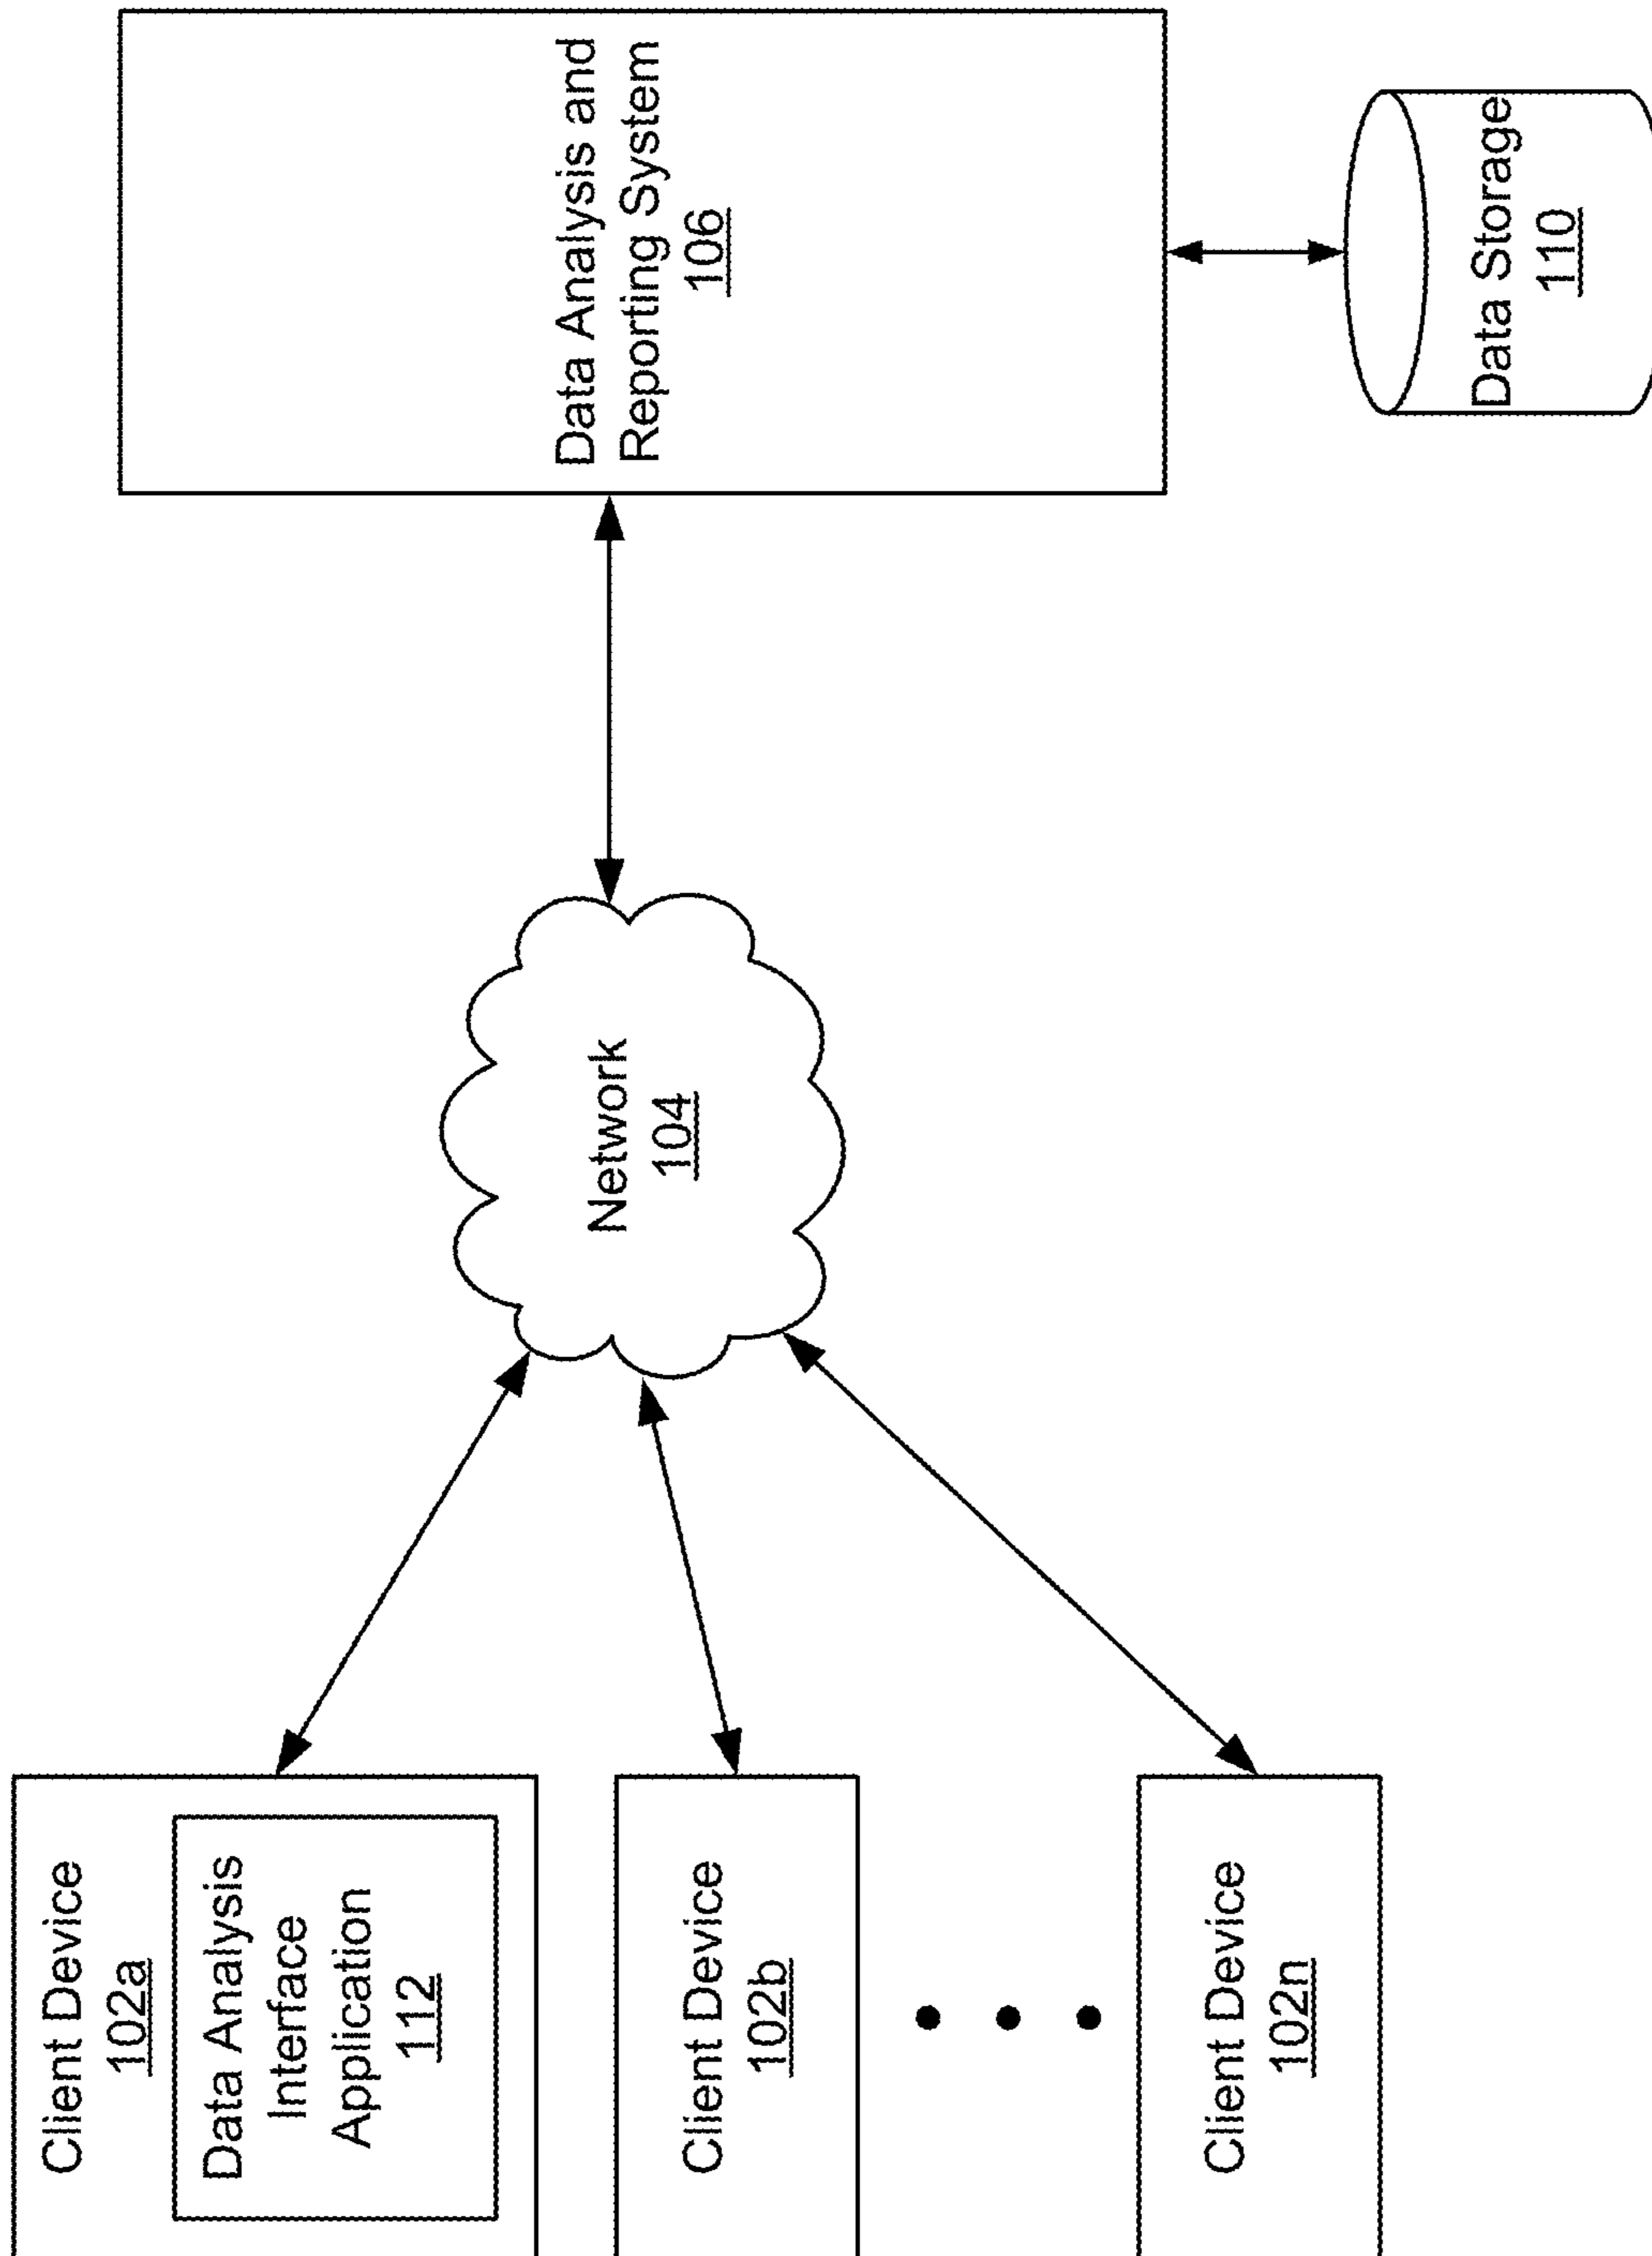 Client Device
102a
Data Analysis
Interface
Application
112
Client Device
102b
Client Device
102n
Network
104
Data Analysis and
Reporting System
106
Data Storage
110